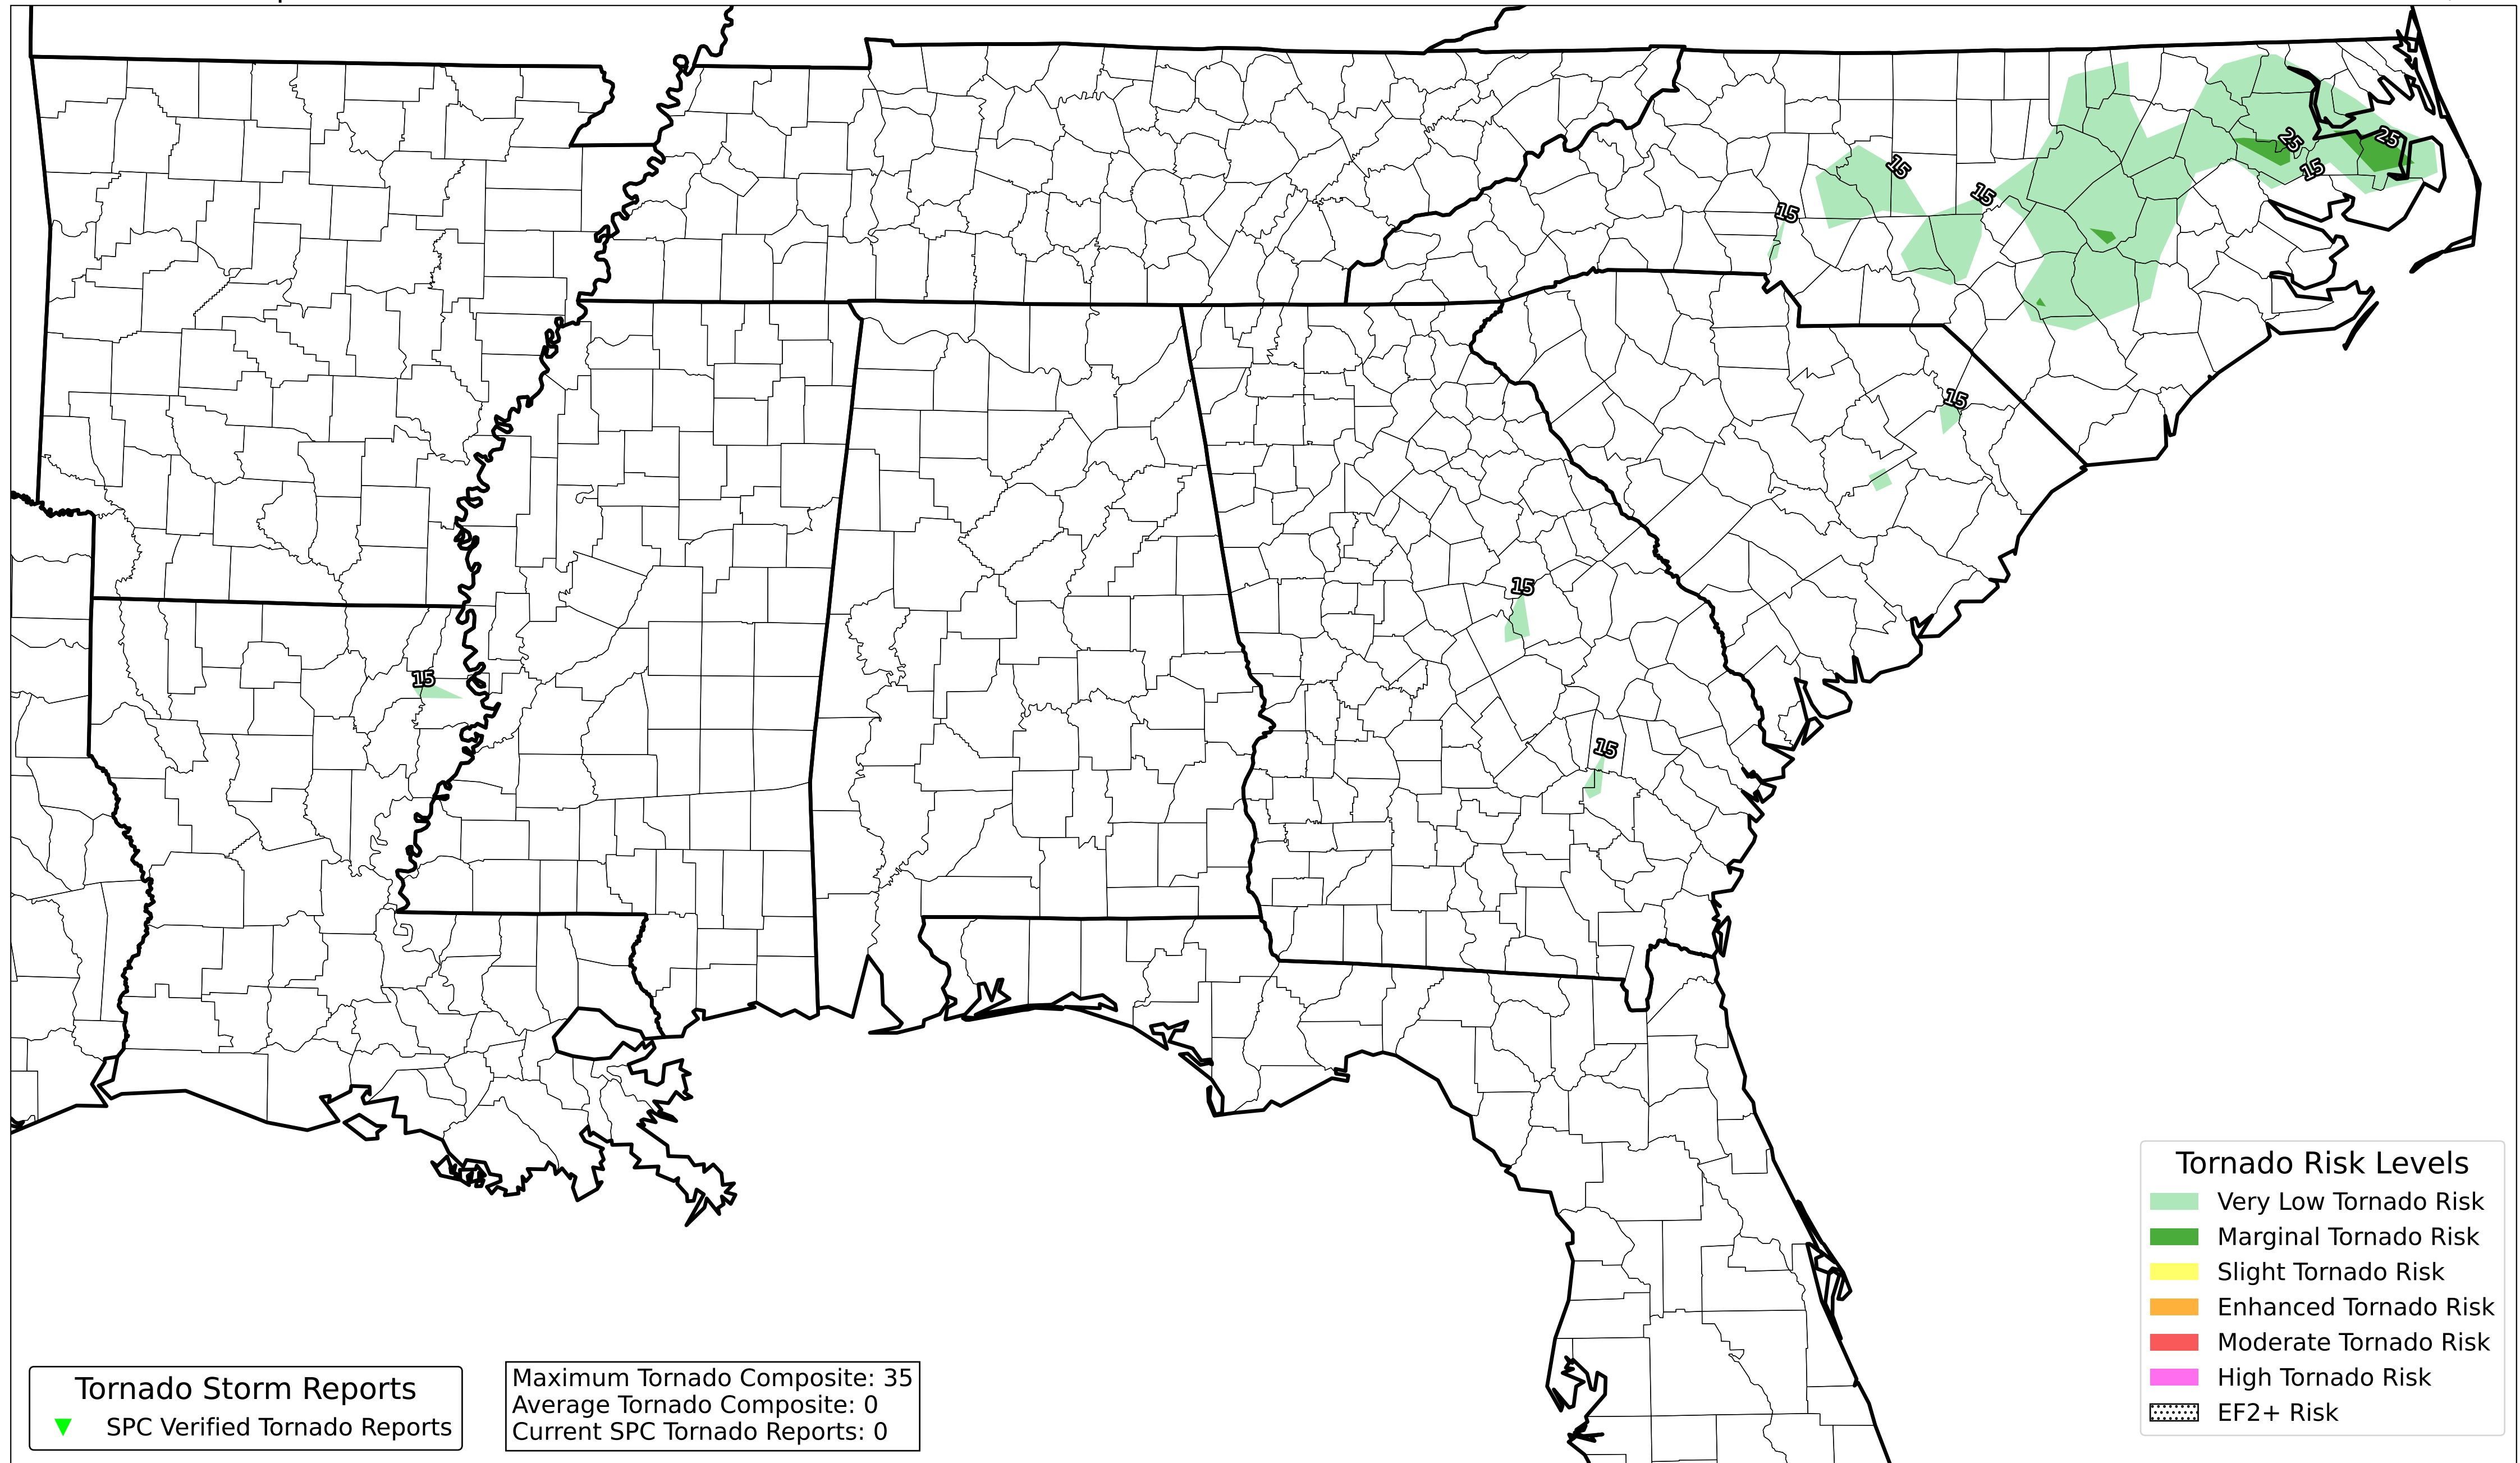 25
25
15
15
15
15
15
15
15
15
Tornado Risk Levels
Very Low Tornado Risk
Marginal Tornado Risk
Slight Tornado Risk
Enhanced Tornado Risk
Moderate Tornado Risk
High Tornado Risk
EF2+ Risk
Tornado Storm Reports
SPC Verified Tornado Reports
Maximum Tornado Composite: 35
Average Tornado Composite: 0
Current SPC Tornado Reports: 0